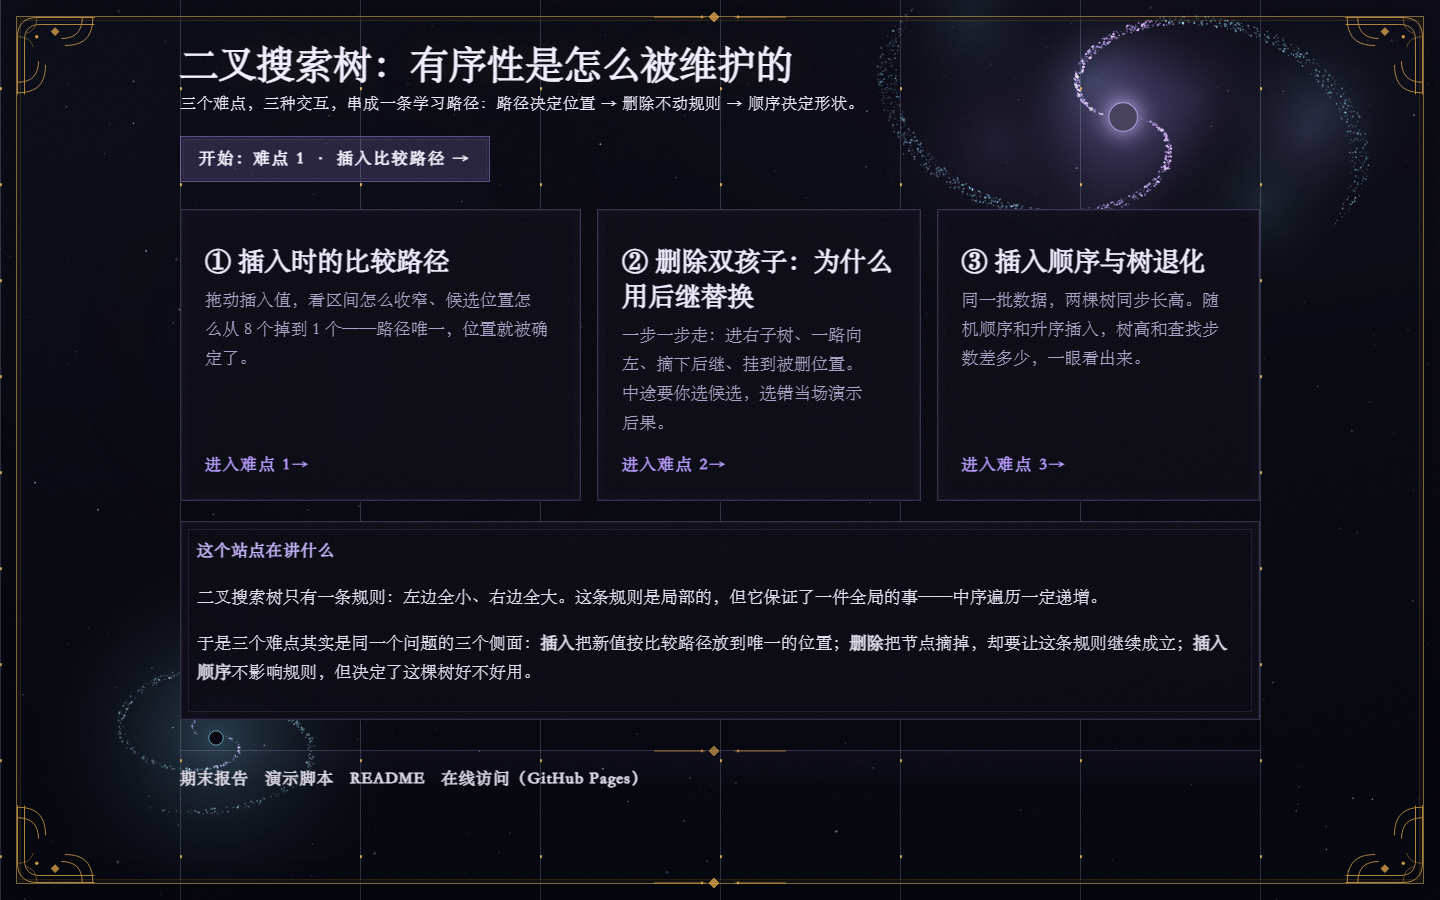 二叉搜索树：有序性是怎么被维护的
三个难点，三种交互，串成一条学习路径：路径决定位置 → 删除不动规则 → 顺序决定形状。
开始：难点 1 · 插入比较路径 →
① 插入时的比较路径
拖动插入值，看区间怎么收窄、候选位置怎
么从 8 个掉到 1 个——路径唯一，位置就被确
定了。
进入难点 1→
② 删除双孩子：为什么
用后继替换
一步一步走：进右子树、一路向
左、摘下后继、挂到被删位置。
中途要你选候选，选错当场演示
后果。
进入难点 2→
③ 插入顺序与树退化
同一批数据，两棵树同步长高。随
机顺序和升序插入，树高和查找步
数差多少，一眼看出来。
进入难点 3→
这个站点在讲什么
二叉搜索树只有一条规则：左边全小、右边全大。这条规则是局部的，但它保证了一件全局的事——中序遍历一定递增。
于是三个难点其实是同一个问题的三个侧面：插入把新值按比较路径放到唯一的位置；删除把节点摘掉，却要让这条规则继续成立；插入
顺序不影响规则，但决定了这棵树好不好用。
期末报告 演示脚本 README 在线访问（GitHub Pages）